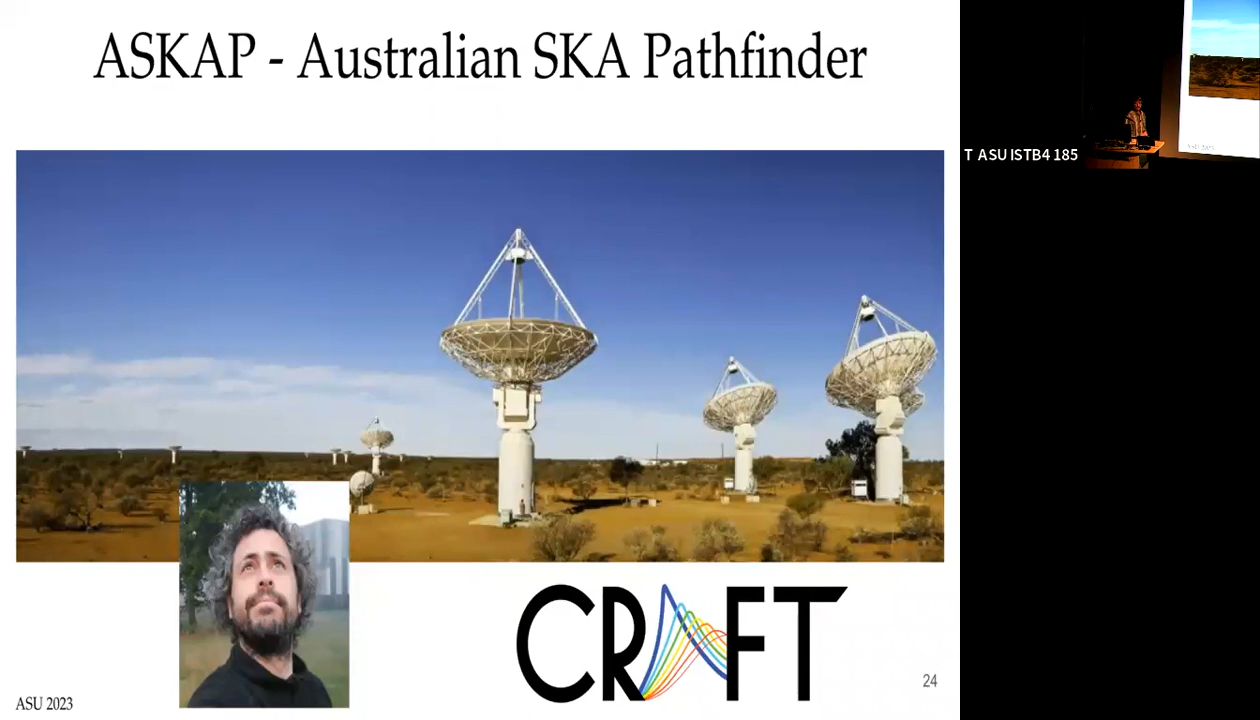 ASKAP - Australian SKA Pathfinder
T ASU ISTB4 185
CRAFT
24
ASU 2023